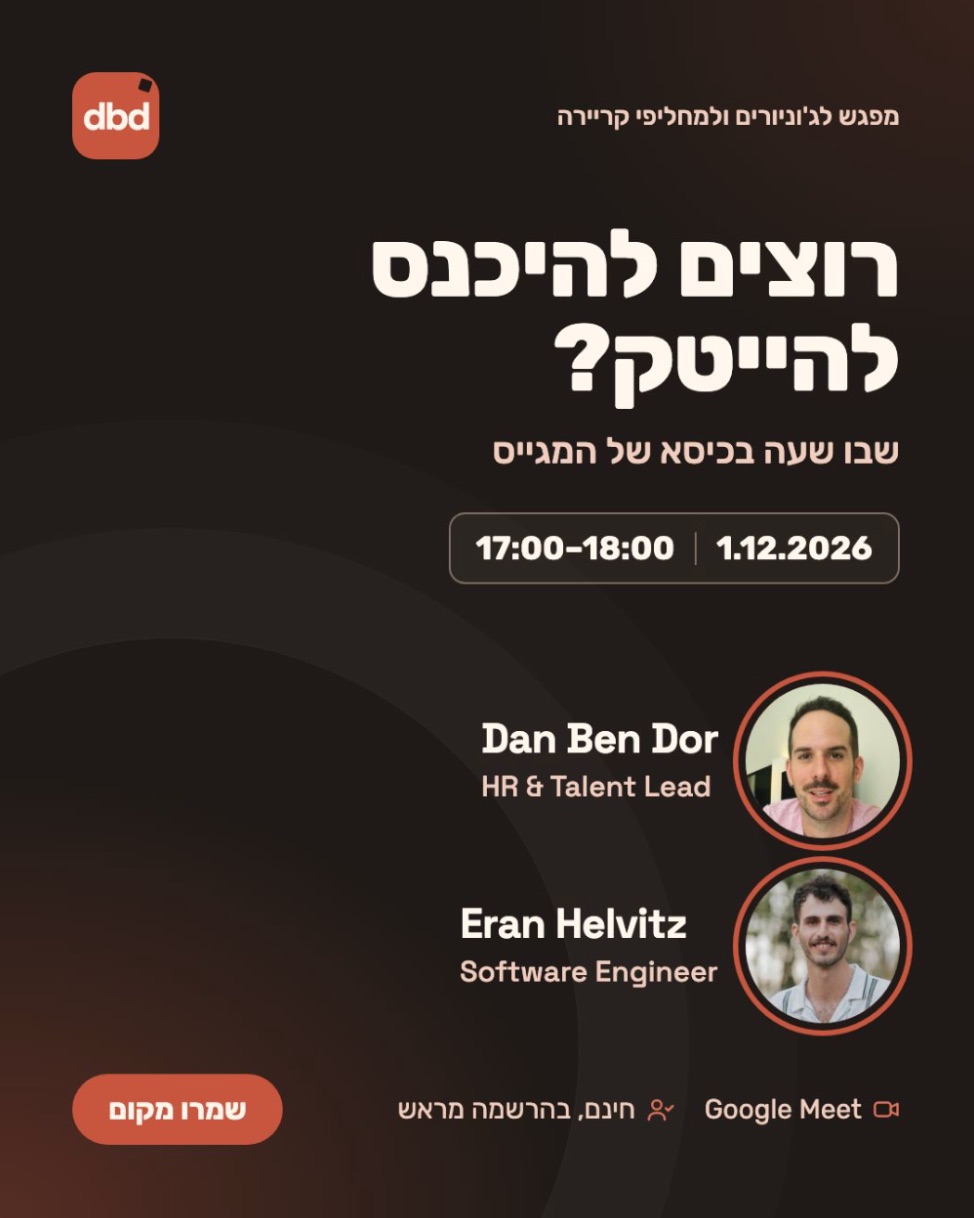 dbd
מפגש לג'וניורים ולמחליפי קריירה
רוצים להיכנס
להייטק?
שבו שעה בכיסא של המגייס
1.12.2026 | 17:00–18:00
Dan Ben Dor
HR & Talent Lead
Eran Helvitz
Software Engineer
Google Meet
חינם, בהרשמה מראש
שמרו מקום